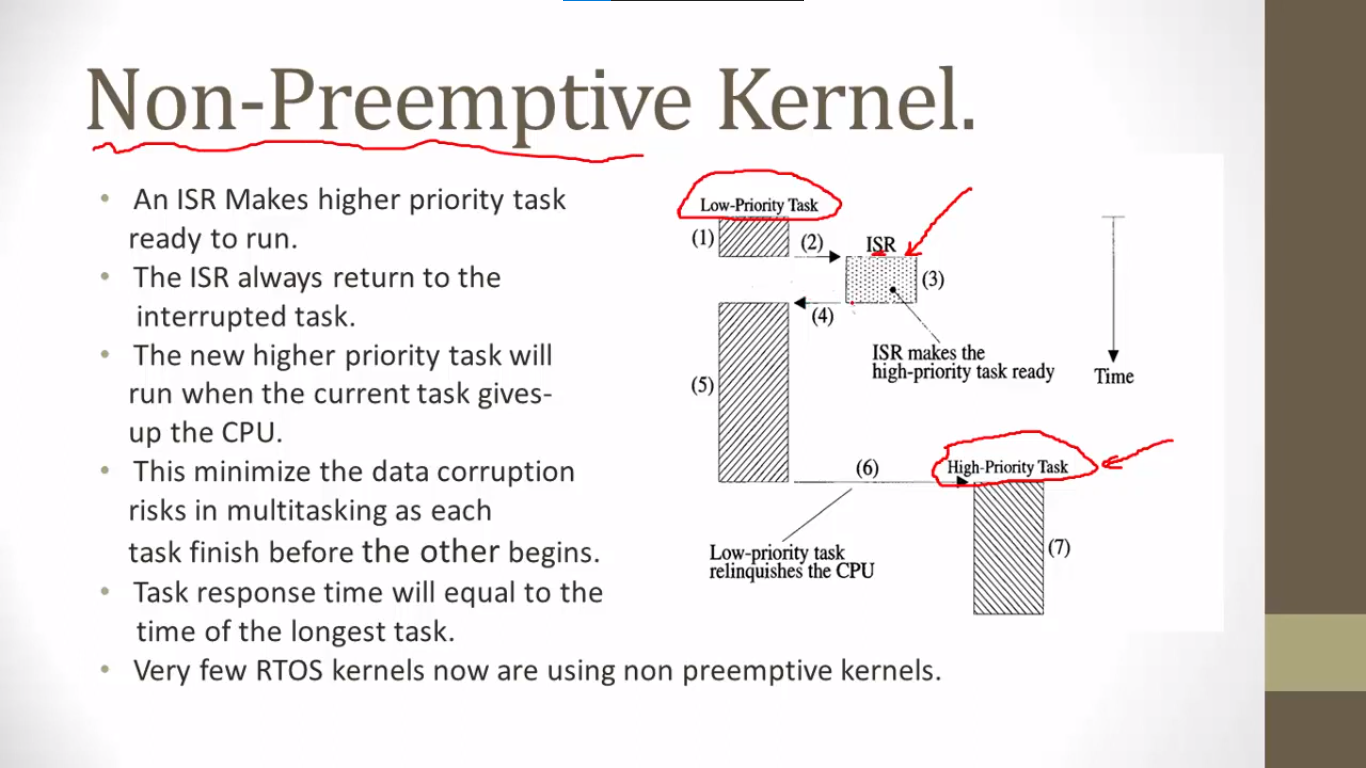 Non-Preemptive Kernel.
• An ISR Makes higher priority task
ready to run.
• The ISR always return to the
interrupted task.
• The new higher priority task will
run when the current task gives-
up the CPU.
• This minimize the data corruption
risks in multitasking as each
task finish before the other begins.
• Task response time will equal to the
time of the longest task.
• Very few RTOS kernels now are using non preemptive kernels.
Low-Priority Task
(1)
(2)
ISR
(3)
(4)
ISR makes the
high-priority task ready
Time
(5)
(6)
High-Priority Task
Low-priority task
relinquishes the CPU
(7)